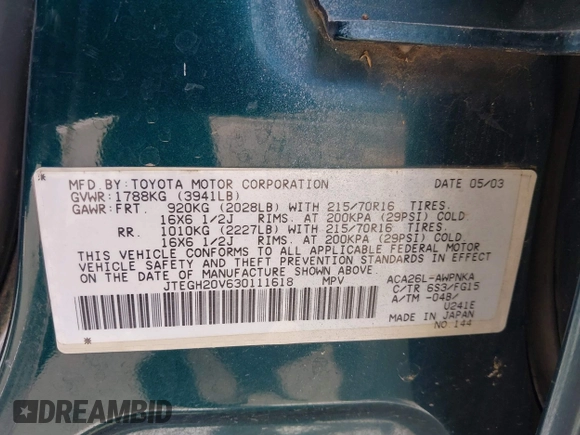 MFD. BY: TOYOTA MOTOR CORPORATION DATE 05/03
GVWR: 1788KG (3941LB)
GAWR: FRT. 920KG (2028LB) WITH 215/70R16 TIRES.
16X6 1/2J RIMS. AT 200KPA (29PSI) COLD
RR. 1010KG (2227LB) WITH 215/70R16 TIRES.
16X6 1/2J RIMS. AT 200KPA (29PSI) COLD
THIS VEHICLE CONFORMS TO ALL APPLICABLE FEDERAL MOTOR
VEHICLE SAFETY AND THEFT PREVENTION STANDARDS IN EFFECT
ON THE DATE OF MANUFACTURE SHOWN ABOVE.
JTEGH20V630111618 MPV
ACA26L-AWPNKA
C/TR 6S3/FG15
A/TM -04B/
U241E
MADE IN JAPAN
NO. 144
DREAMBID